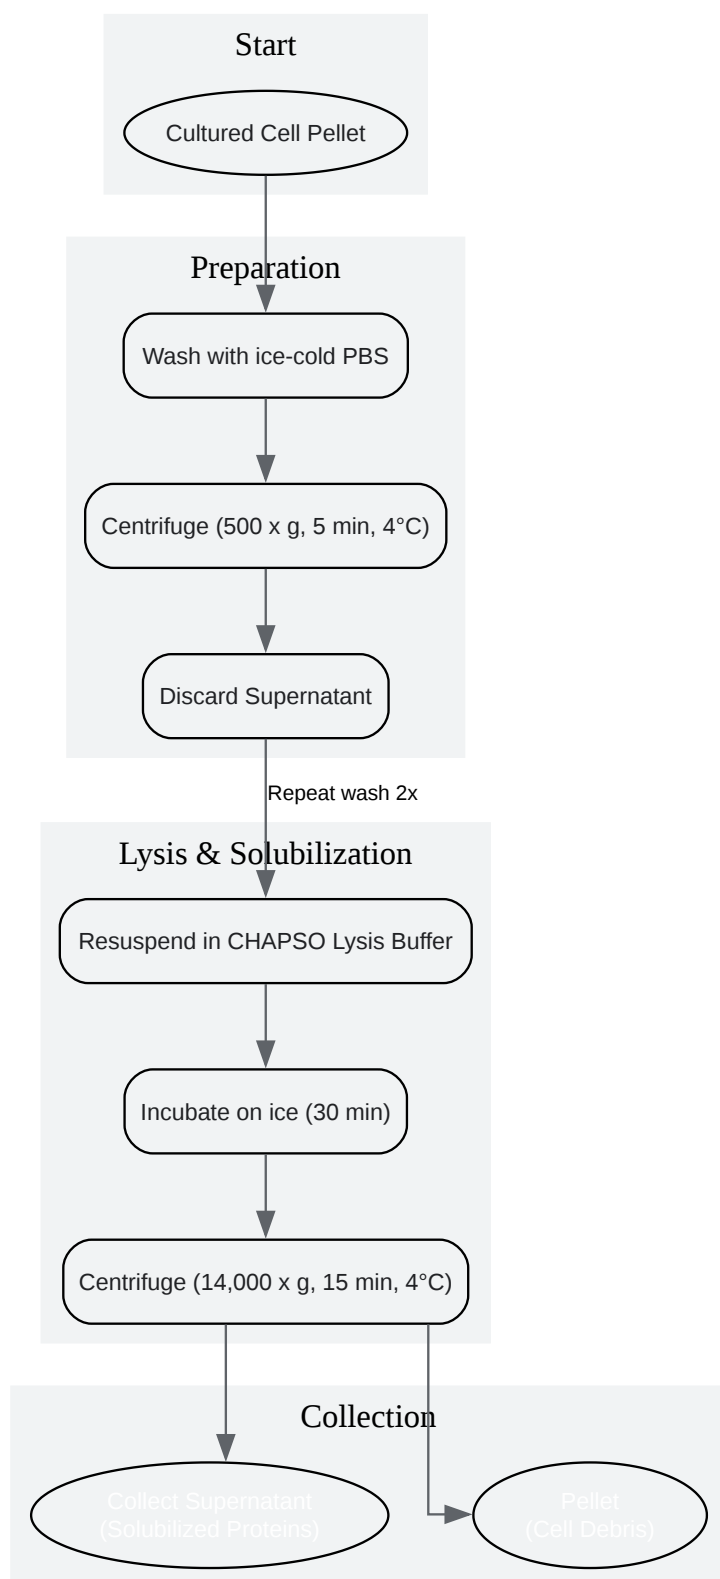 Start
Cultured Cell Pellet
Preparation
Wash with ice-cold PBS
Centrifuge (500 x g, 5 min, 4°C)
Discard Supernatant
Repeat wash 2x
Lysis & Solubilization
Resuspend in CHAPSO Lysis Buffer
Incubate on ice (30 min)
Centrifuge (14,000 x g, 15 min, 4°C)
Collection
Collect Supernatant
(Solubilized Proteins)
Pellet
(Cell Debris)